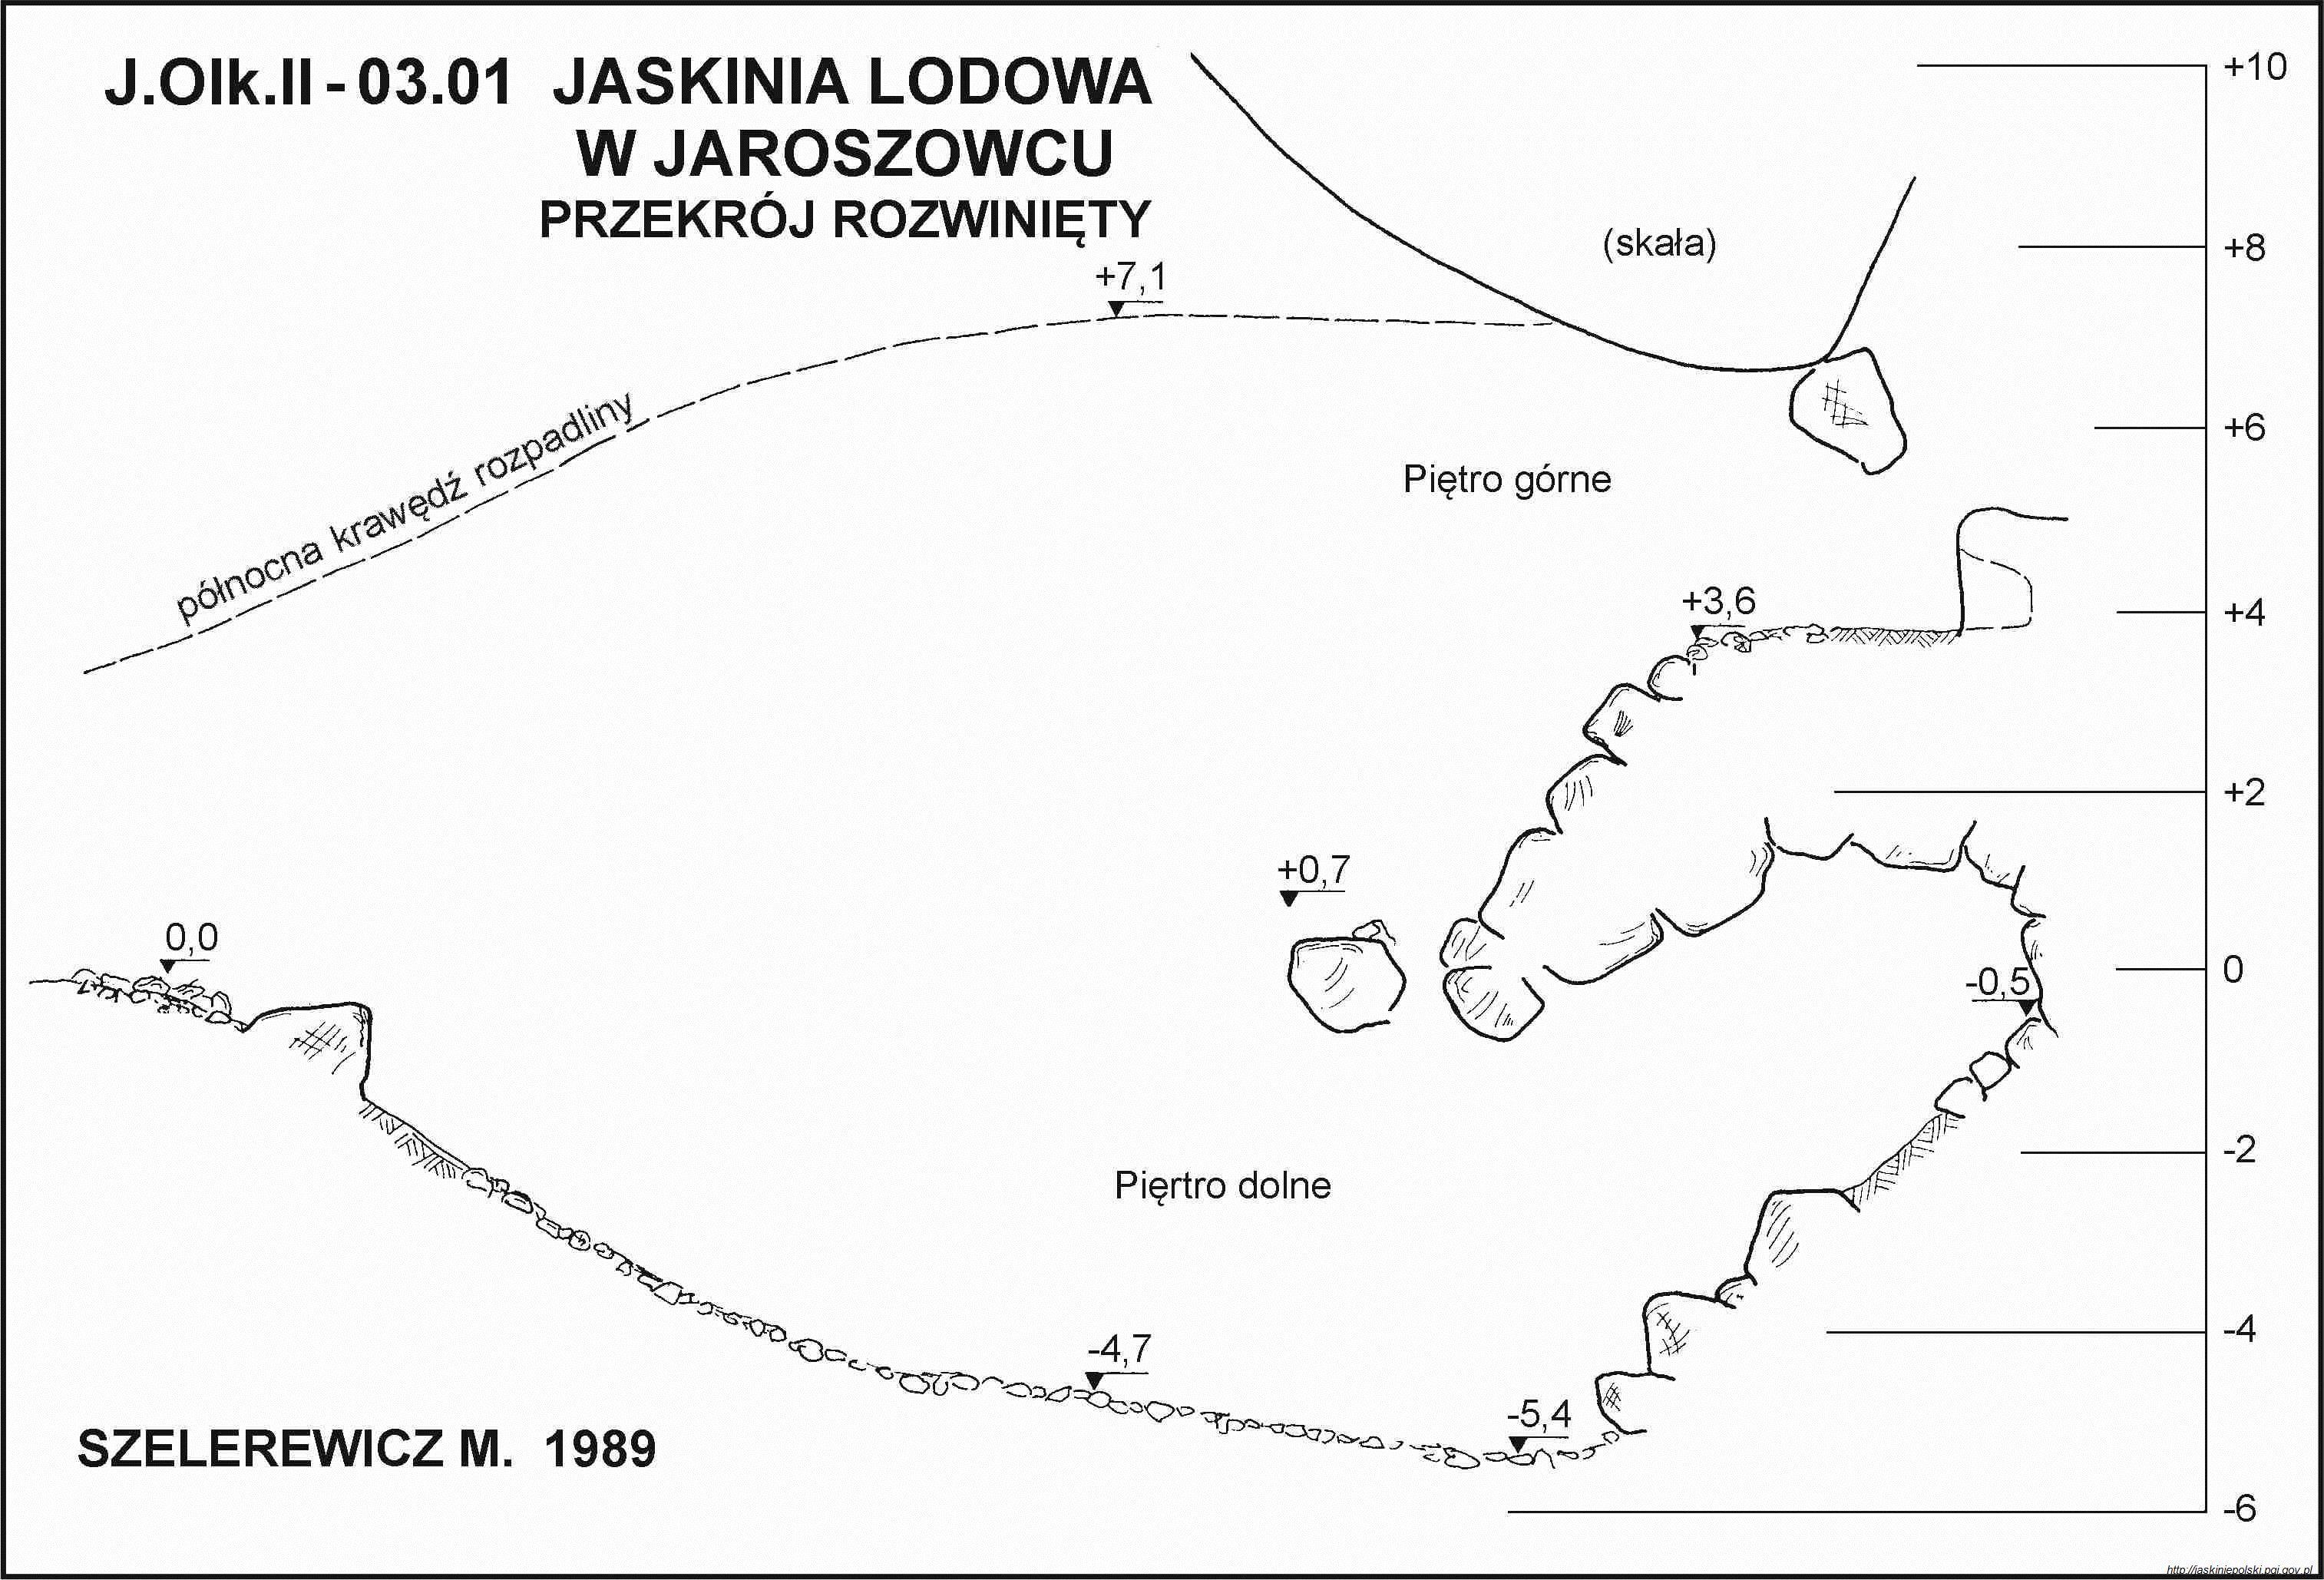 J.Olk.II - 03.01 JASKINIA LODOWA
W JAROSZOWCU
PRZEKRÓJ ROZWINIĘTY
+10
(skała)
+8
+7,1
północna krawędź rozpadliny
+6
Piętro górne
+3,6
+4
+2
+0,7
0,0
0
-0,5
-2
Pięrtro dolne
-4
-4,7
-5,4
SZELEREWICZ M. 1989
-6
http://jaskiniepolski.pgi.gov.pl